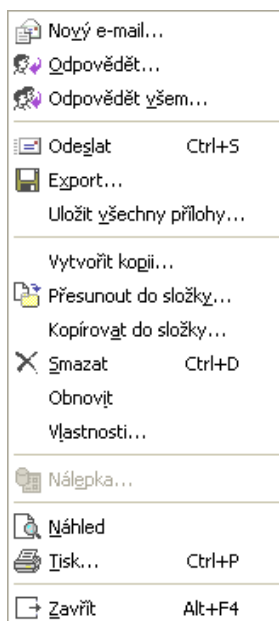 Nový e-mail...
Odpovědět...
Odpovědět všem...
Odeslat Ctrl+S
Export...
Uložit všechny přílohy...
Vytvořit kopii...
Přesunout do složky...
Kopírovat do složky...
Smazat Ctrl+D
Obnovit
Vlastnosti...
Nálepka...
Náhled
Tisk... Ctrl+P
Zavřít Alt+F4